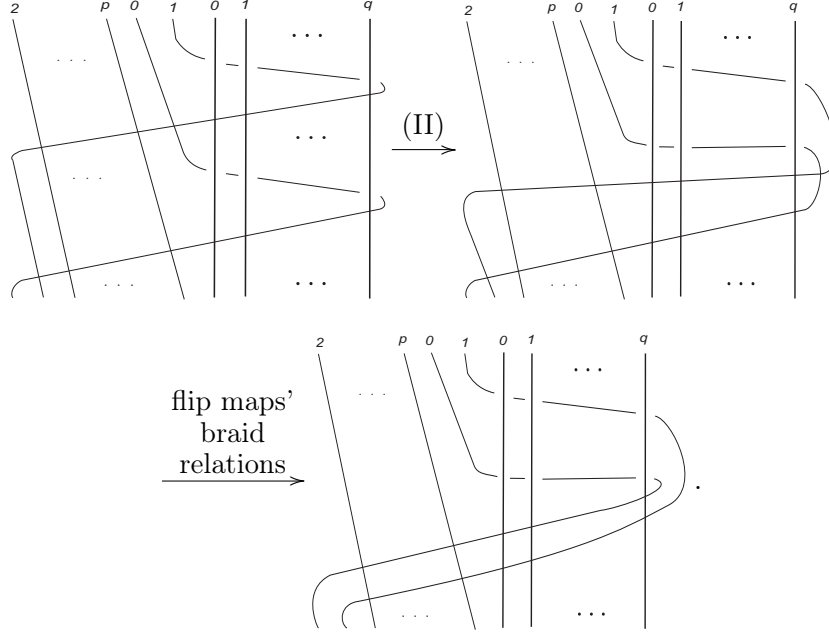 2 p 0 1 0 1 ... q
2 p 0 1 0 1 ... q
. . .
. . .
(II)
. . .
. . .
. . .
. . .
. . .
. . .
2 p 0 1 0 1 q
. . .
. . .
flip maps'
braid
relations
.
. . .
. . .